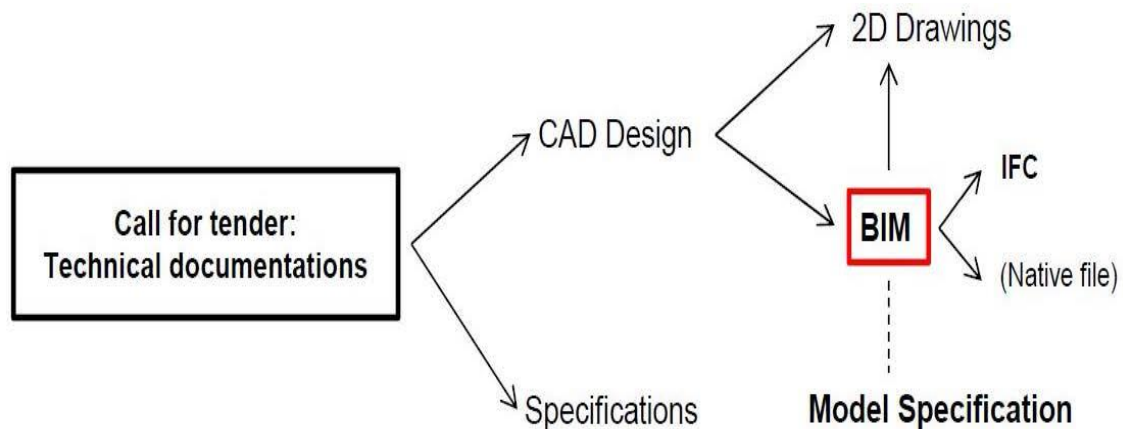 2D Drawings
CAD Design
IFC
Call for tender:
Technical documentations
BIM
(Native file)
Specifications
Model Specification